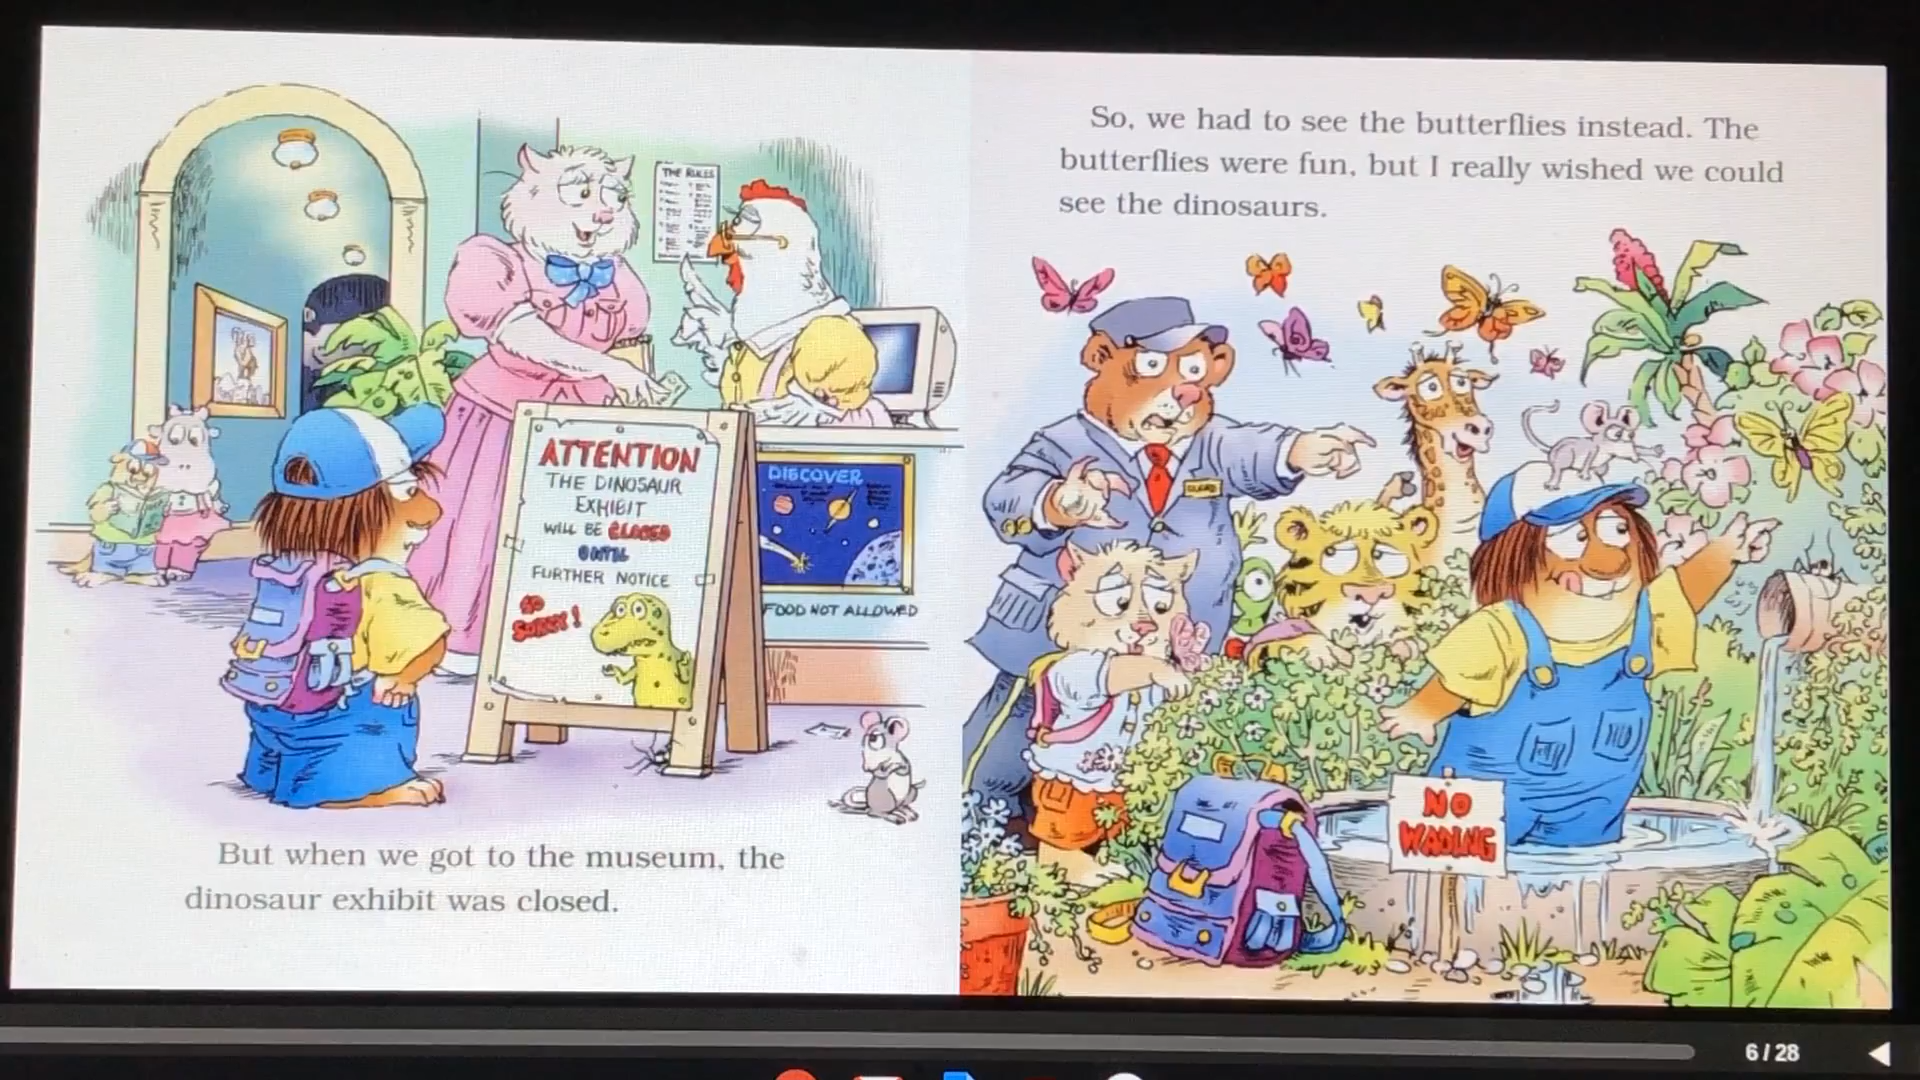 THE RULES
ATTENTION
THE DINOSAUR
EXHIBIT
WILL BE CLOSED
UNTIL
FURTHER NOTICE
SO
SORRY!
DISCOVER
FOOD NOT ALLOWED
But when we got to the museum, the
dinosaur exhibit was closed.
So, we had to see the butterflies instead. The
butterflies were fun, but I really wished we could
see the dinosaurs.
GUARD
NO
WADING
6/28